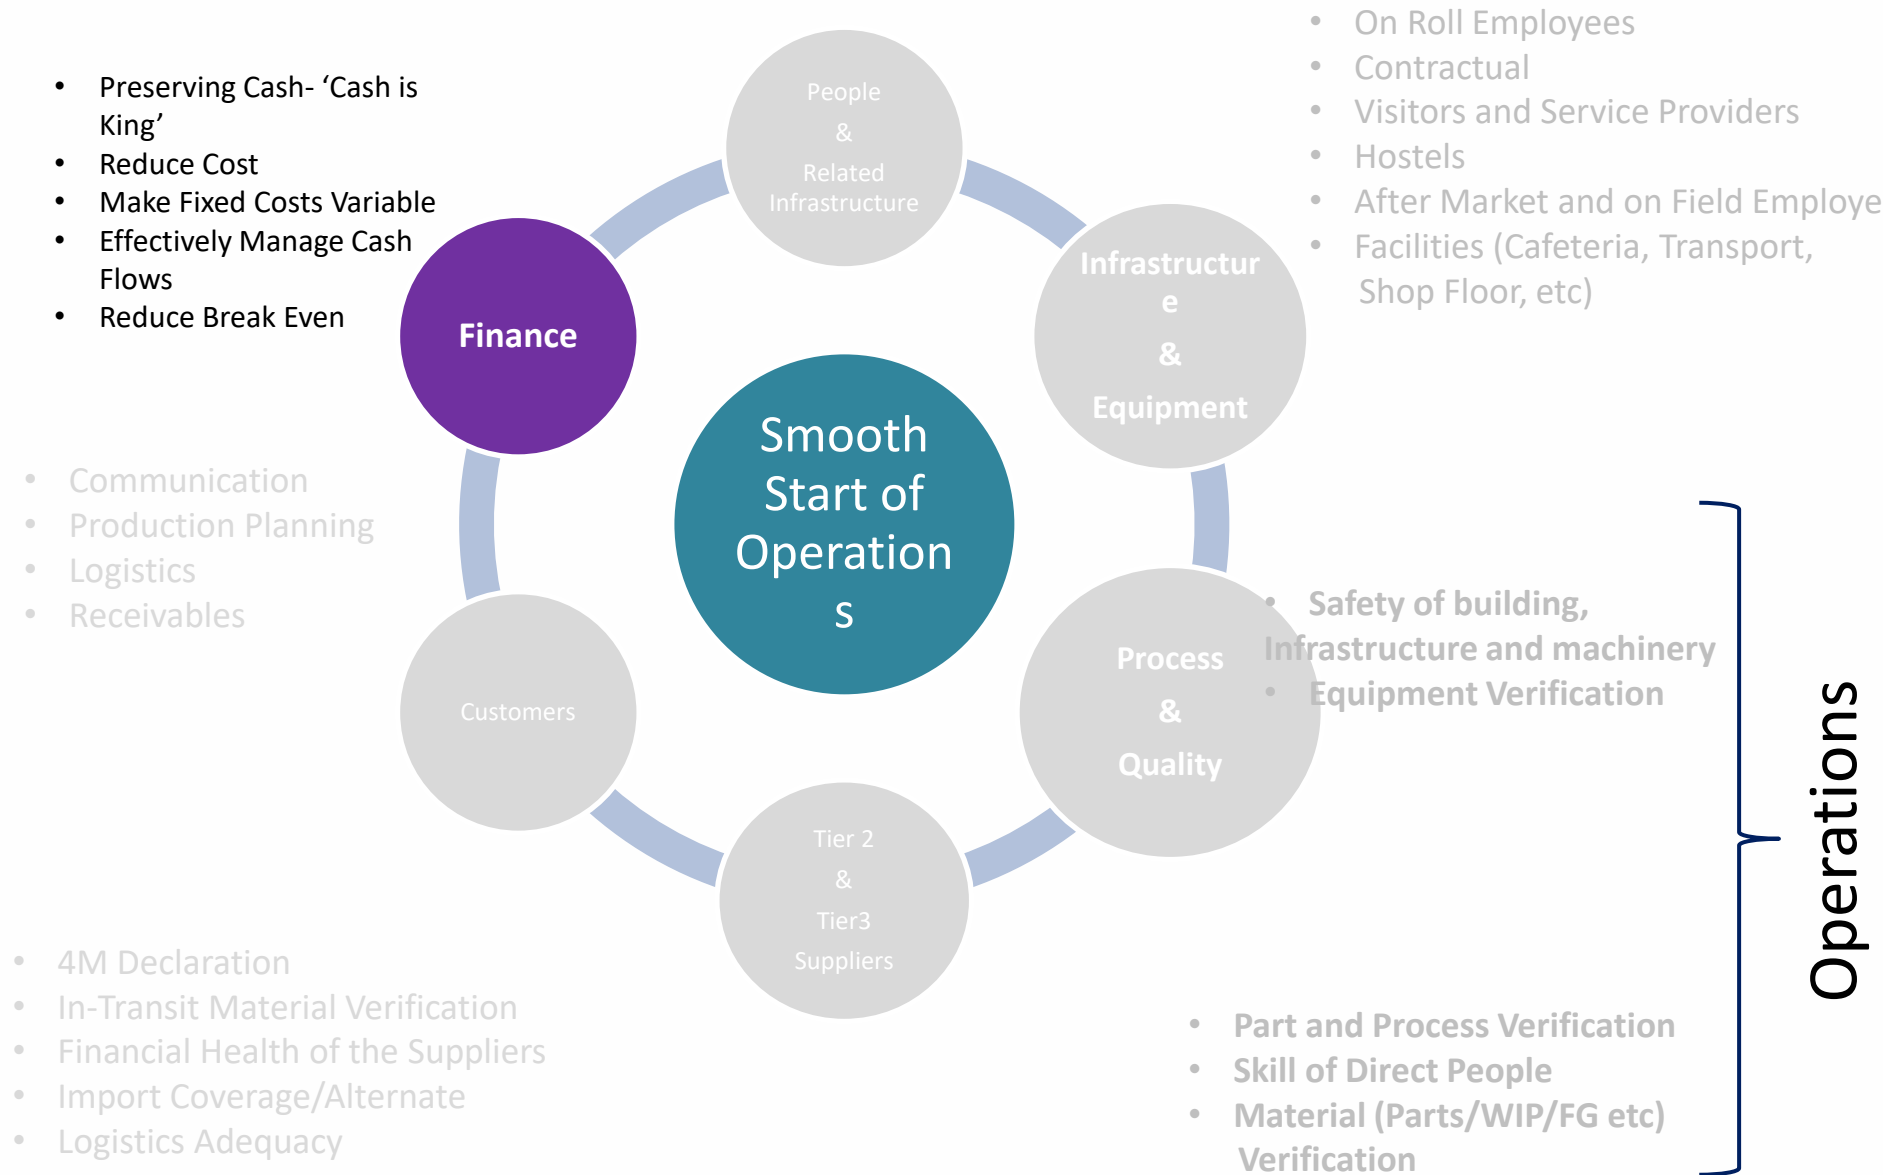 • Preserving Cash- ‘Cash is
King’
• Reduce Cost
• Make Fixed Costs Variable
• Effectively Manage Cash
Flows
• Reduce Break Even
People
&
Related
Infrastructure
• On Roll Employees
• Contractual
• Visitors and Service Providers
• Hostels
• After Market and on Field Employe
• Facilities (Cafeteria, Transport,
Shop Floor, etc)
Finance
Infrastructur
e
&
Equipment
Smooth
Start of
Operation
s
• Communication
• Production Planning
• Logistics
• Receivables
Customers
Process
&
Quality
• Safety of building,
Infrastructure and machinery
• Equipment Verification
Operations
Tier 2
&
Tier3
Suppliers
• 4M Declaration
• In-Transit Material Verification
• Financial Health of the Suppliers
• Import Coverage/Alternate
• Logistics Adequacy
• Part and Process Verification
• Skill of Direct People
• Material (Parts/WIP/FG etc)
Verification